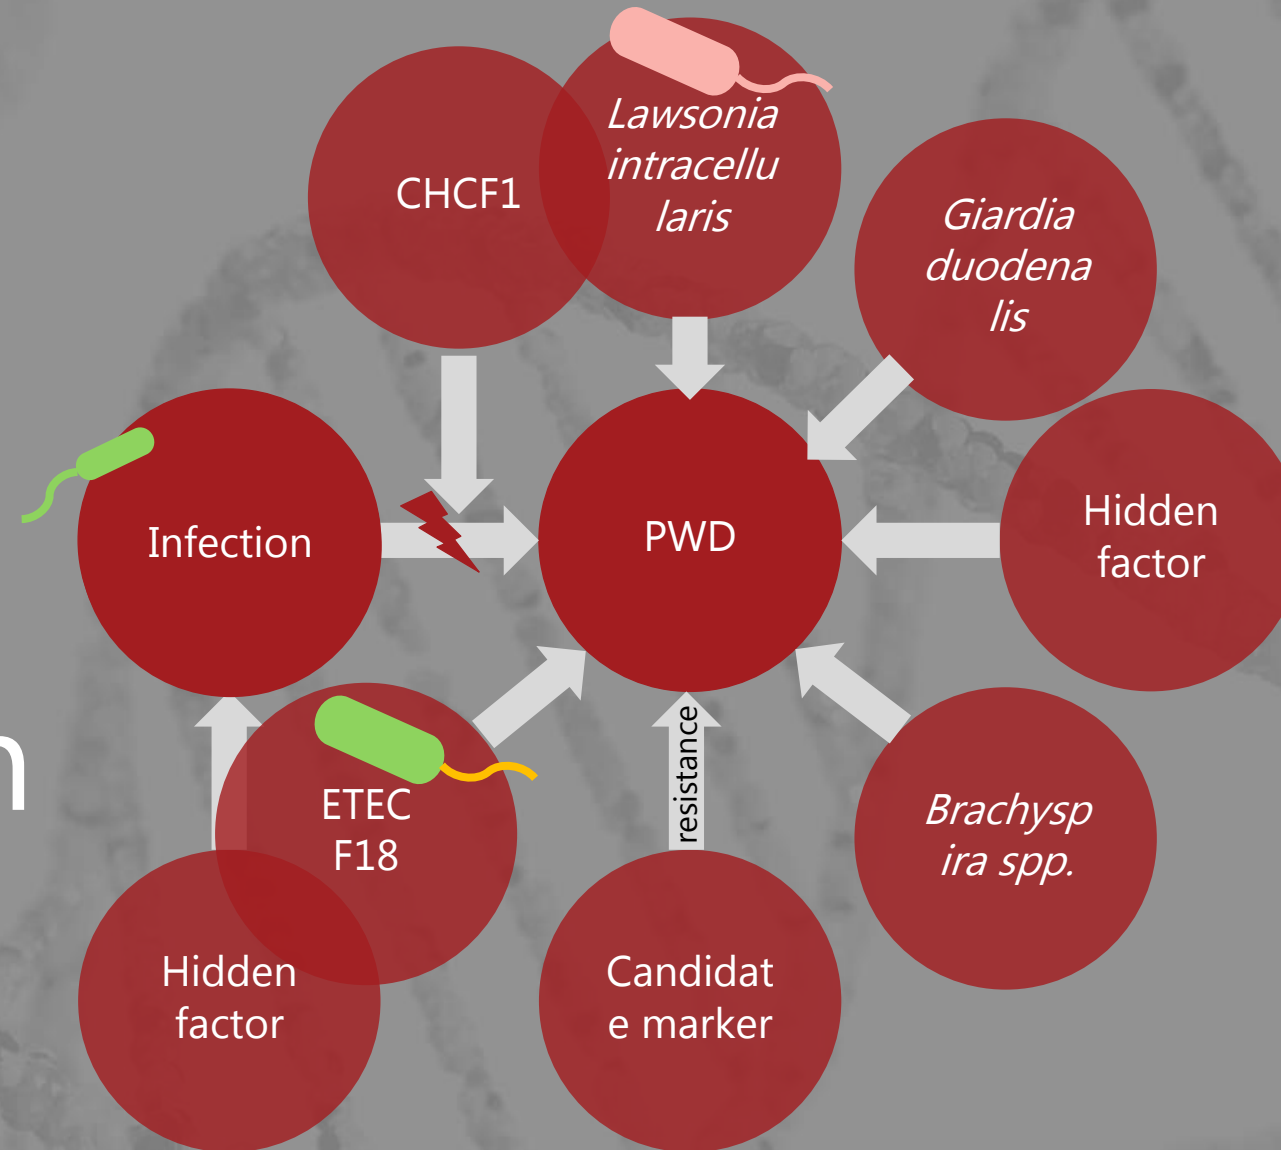 CHCF1
Lawsonia
intracellu
laris
Giardia
duodena
lis
Infection
PWD
Hidden
factor
resistance
ETEC
F18
Brachysp
ira spp.
Hidden
factor
Candidat
e marker
n